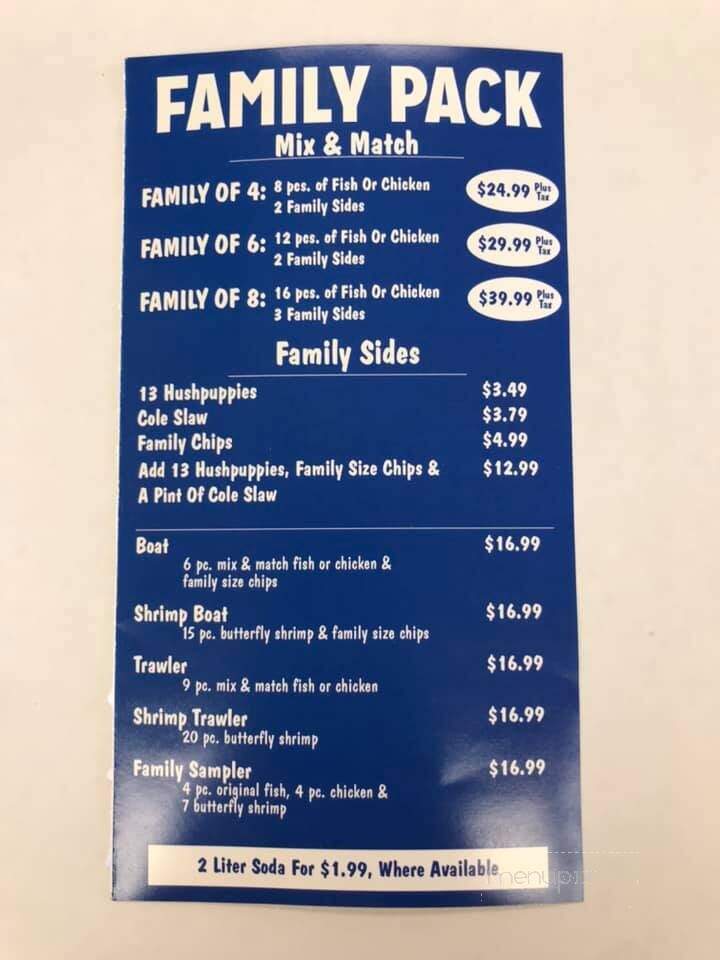 FAMILY PACK
Mix & Match
FAMILY OF 4: 8 pcs. of Fish Or Chicken
2 Family Sides
$24.99 Plus Tax
FAMILY OF 6: 12 pcs. of Fish Or Chicken
2 Family Sides
$29.99 Plus Tax
FAMILY OF 8: 16 pcs. of Fish Or Chicken
3 Family Sides
$39.99 Plus Tax
Family Sides
13 Hushpuppies $3.49
Cole Slaw $3.79
Family Chips $4.99
Add 13 Hushpuppies, Family Size Chips & $12.99
A Pint Of Cole Slaw
Boat $16.99
6 pc. mix & match fish or chicken &
family size chips
Shrimp Boat $16.99
15 pc. butterfly shrimp & family size chips
Trawler $16.99
9 pc. mix & match fish or chicken
Shrimp Trawler $16.99
20 pc. butterfly shrimp
Family Sampler $16.99
4 pc. original fish, 4 pc. chicken &
7 butterfly shrimp
2 Liter Soda For $1.99, Where Available